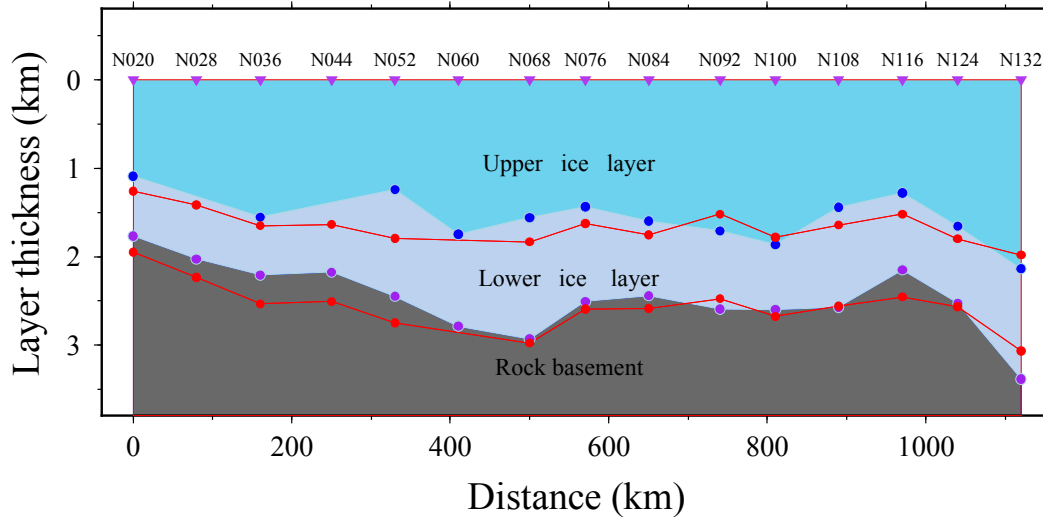 N020 N028 N036 N044 N052 N060 N068 N076 N084 N092 N100 N108 N116 N124 N132
0
1
2
3
Layer thickness (km)
Upper ice layer
Lower ice layer
Rock basement
0 200 400 600 800 1000
Distance (km)